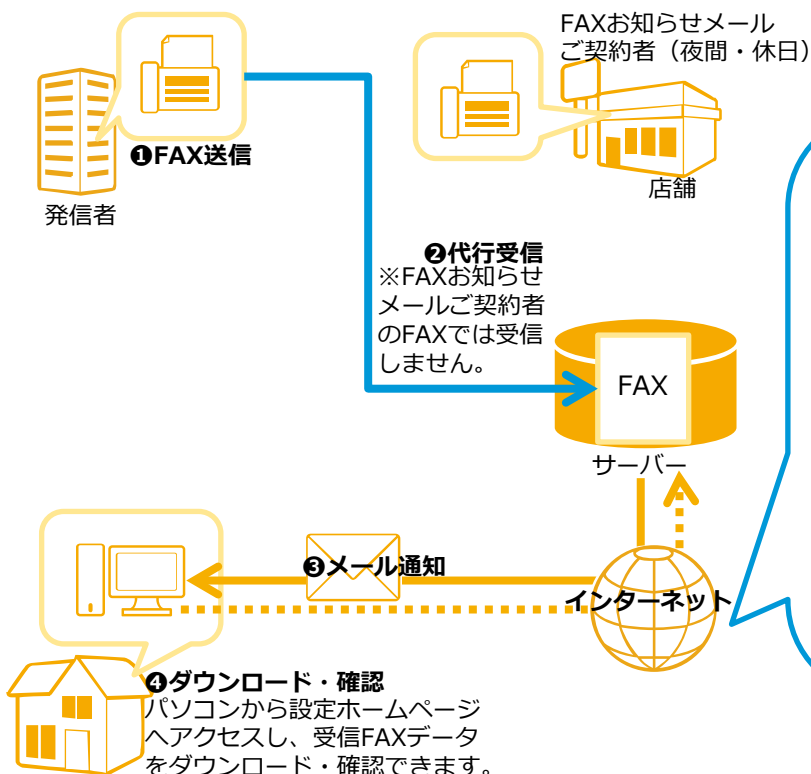 FAXお知らせメール
ご契約者（夜間・休日）
❶FAX送信
発信者
店舗
❷代行受信
※FAXお知らせ
メールご契約者
のFAXでは受信
しません。
FAX
サーバー
❸メール通知
インターネット
❹ダウンロード・確認
パソコンから設定ホームページ
へアクセスし、受信FAXデータ
をダウンロード・確認できます。